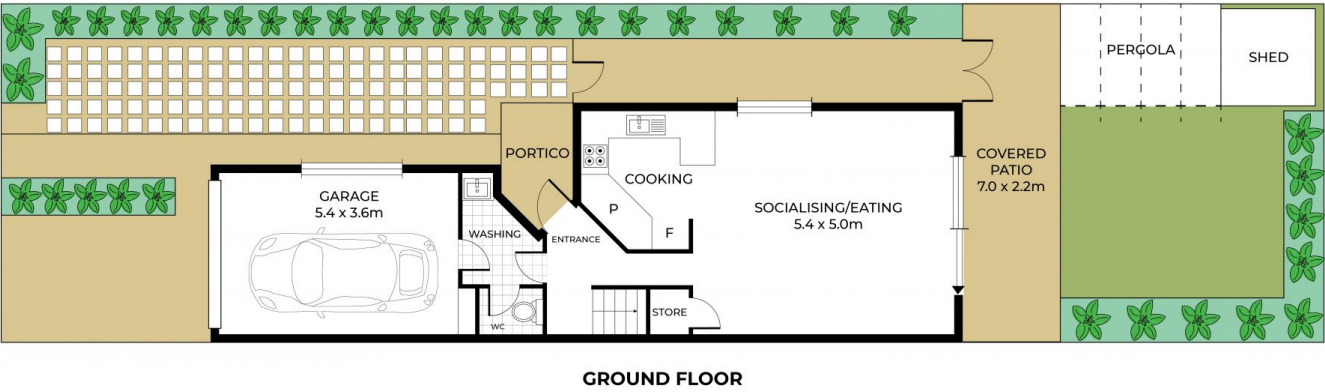 PERGOLA
SHED
PORTICO
COVERED
PATIO
7.0 x 2.2m
GARAGE
5.4 x 3.6m
COOKING
P
F
SOCIALISING/EATING
5.4 x 5.0m
WASHING
ENTRANCE
STORE
WC
GROUND FLOOR